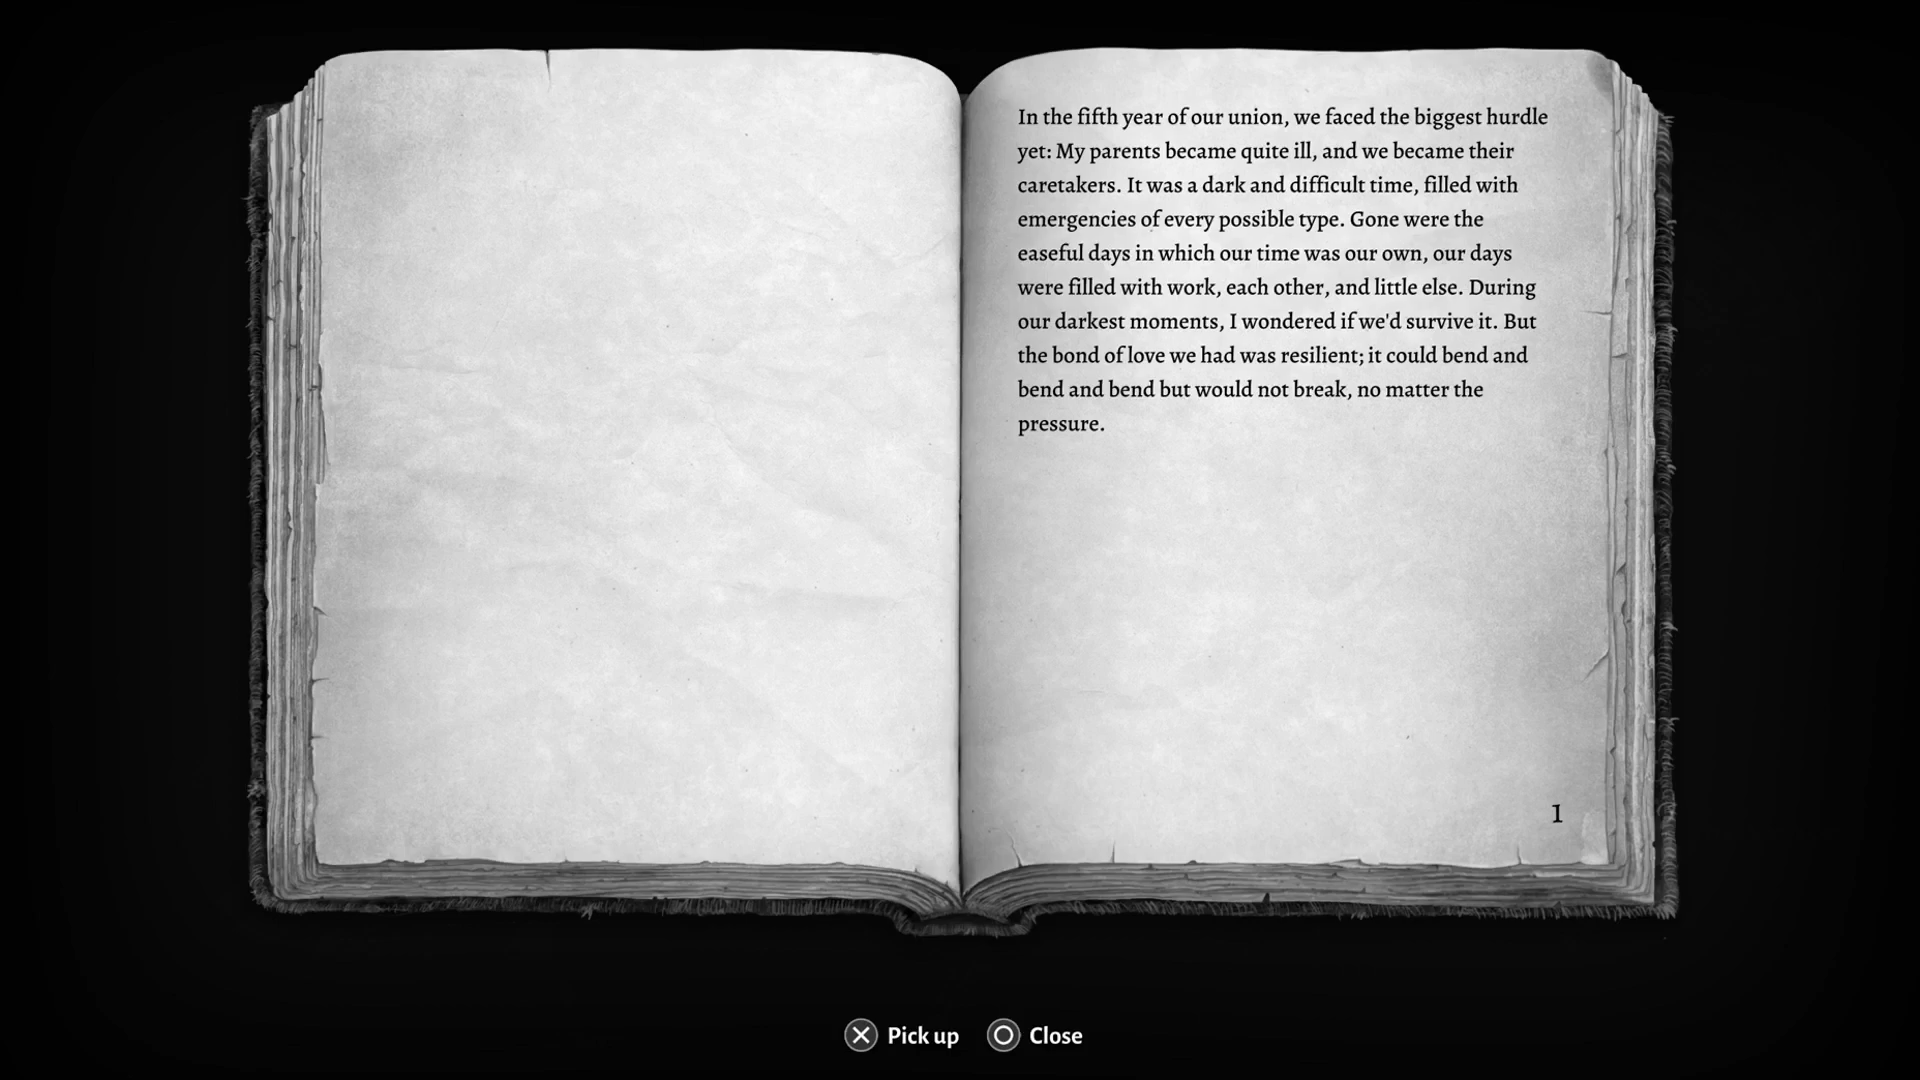 In the fifth year of our union, we faced the biggest hurdle
yet: My parents became quite ill, and we became their
caretakers. It was a dark and difficult time, filled with
emergencies of every possible type. Gone were the
easeful days in which our time was our own, our days
were filled with work, each other, and little else. During
our darkest moments, I wondered if we'd survive it. But
the bond of love we had was resilient; it could bend and
bend and bend but would not break, no matter the
pressure.
1
Pick up
Close